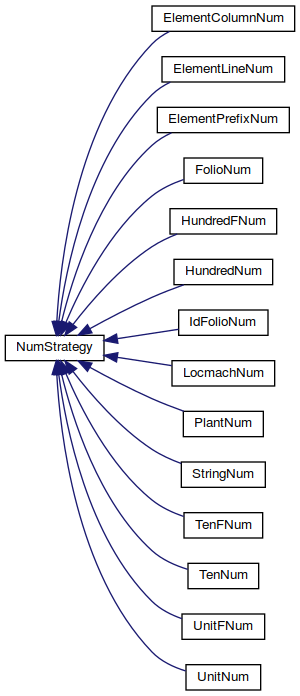 ElementColumnNum
ElementLineNum
ElementPrefixNum
FolioNum
HundredFNum
HundredNum
IdFolioNum
NumStrategy
LocmachNum
PlantNum
StringNum
TenFNum
TenNum
UnitFNum
UnitNum